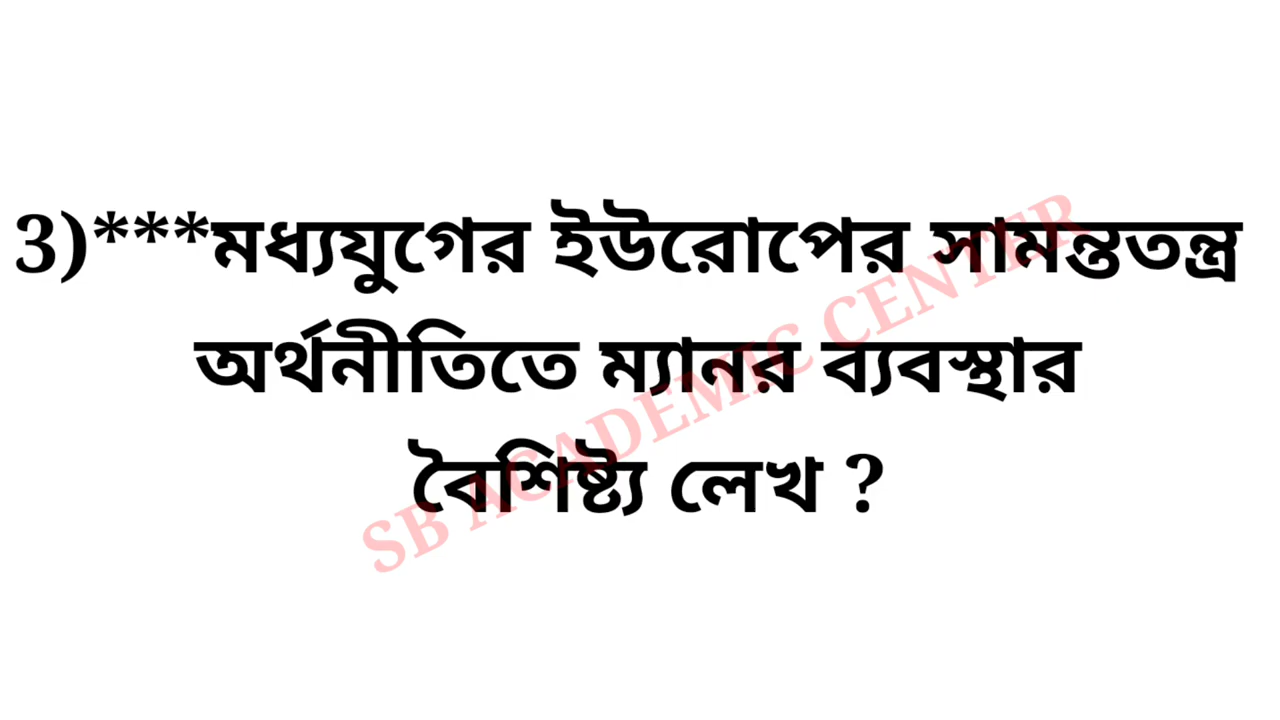 3)***মধ্যযুগের ইউরোপের সামন্ততন্ত্র
অর্থনীতিতে ম্যানর ব্যবস্থার
বৈশিষ্ট্য লেখ ?
SB ACADEMIC CENTER